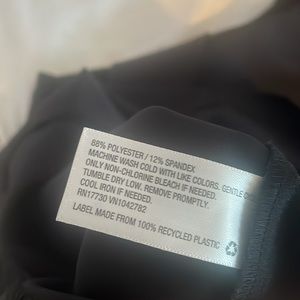 88% POLYESTER / 12% SPANDEX
MACHINE WASH COLD WITH LIKE COLORS. GENTLE
ONLY NON-CHLORINE BLEACH IF NEEDED.
TUMBLE DRY LOW. REMOVE PROMPTLY.
COOL IRON IF NEEDED.
RN17730 VN1042782
LABEL MADE FROM 100% RECYCLED PLASTIC